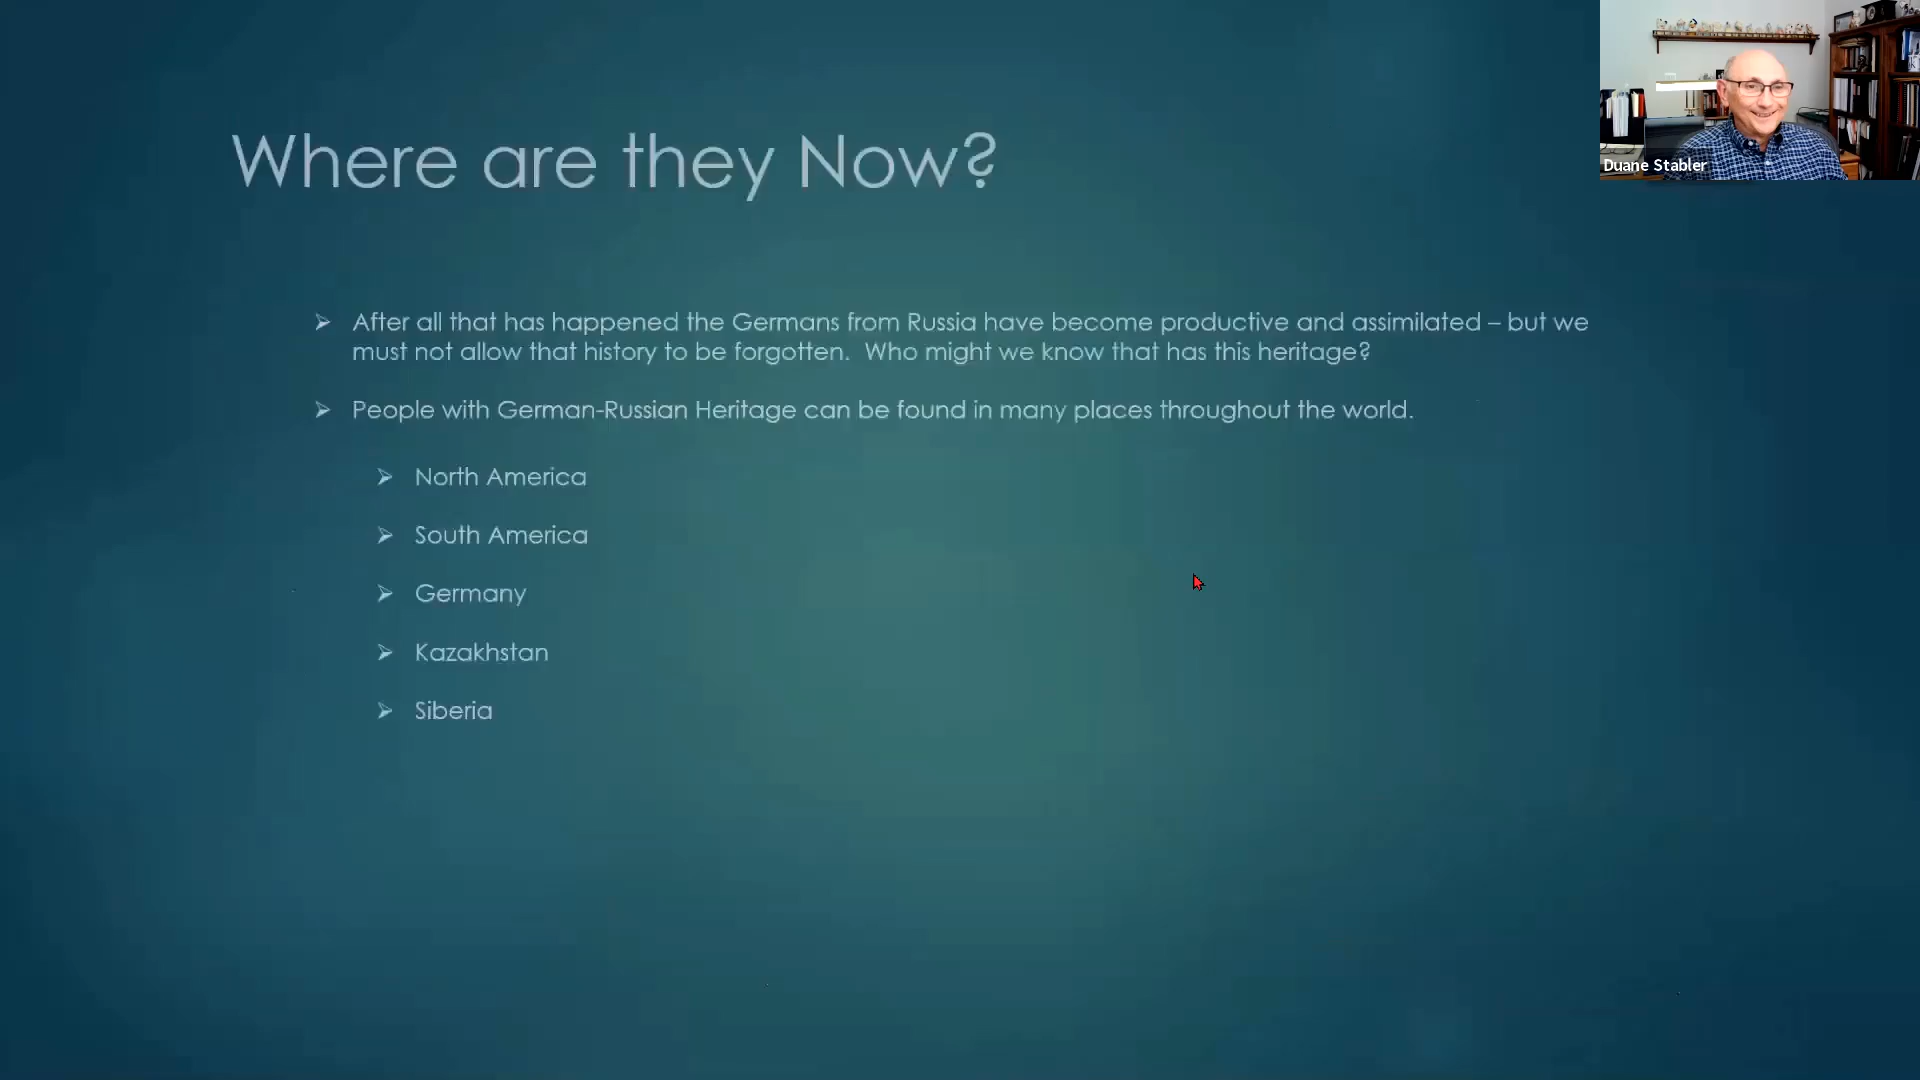 Where are they Now?
Duane Stabler
➢ After all that has happened the Germans from Russia have become productive and assimilated – but we
must not allow that history to be forgotten.  Who might we know that has this heritage?
➢ People with German-Russian Heritage can be found in many places throughout the world.
➢ North America
➢ South America
➢ Germany
➢ Kazakhstan
➢ Siberia